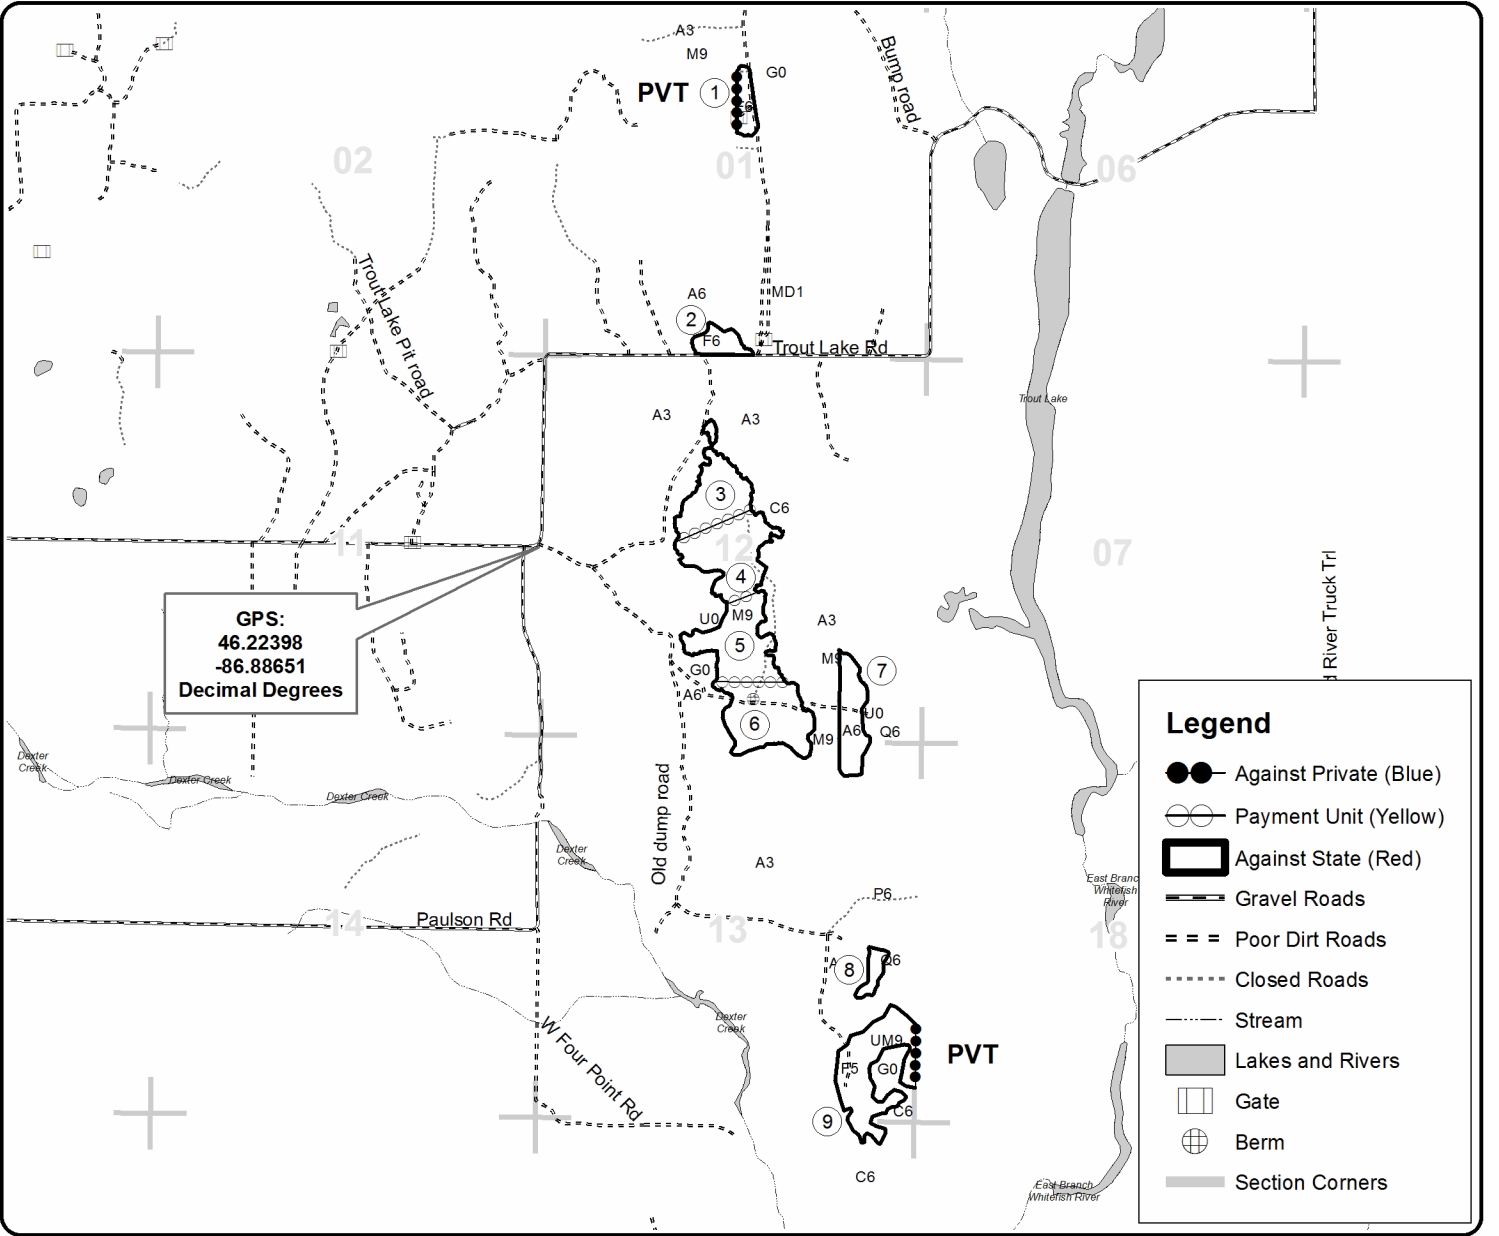 A3
M9
G0
PVT
1
F6
Bump road
02
01
06
A6
MD1
2
F6
Trout Lake Rd
Trout Lake Pit road
Trout Lake
A3
A3
3
C6
11
12
07
4
GPS:
46.22398
-86.88651
Decimal Degrees
U0
M9
A3
5
G0
M9
7
A6
U0
6
M9
A6
Q6
d River Truck Trl
Dexter
Creek
Dexter Creek
Dexter Creek
Dexter
Creek
Old dump road
A3
P6
East Branc
Whitefish
River
14
Paulson Rd
13
18
8
Q6
Dexter
Creek
W Four Point Rd
UM9
PVT
F5
G0
C6
9
C6
East Branch
Whitefish River
Legend
Against Private (Blue)
Payment Unit (Yellow)
Against State (Red)
Gravel Roads
Poor Dirt Roads
Closed Roads
Stream
Lakes and Rivers
Gate
Berm
Section Corners